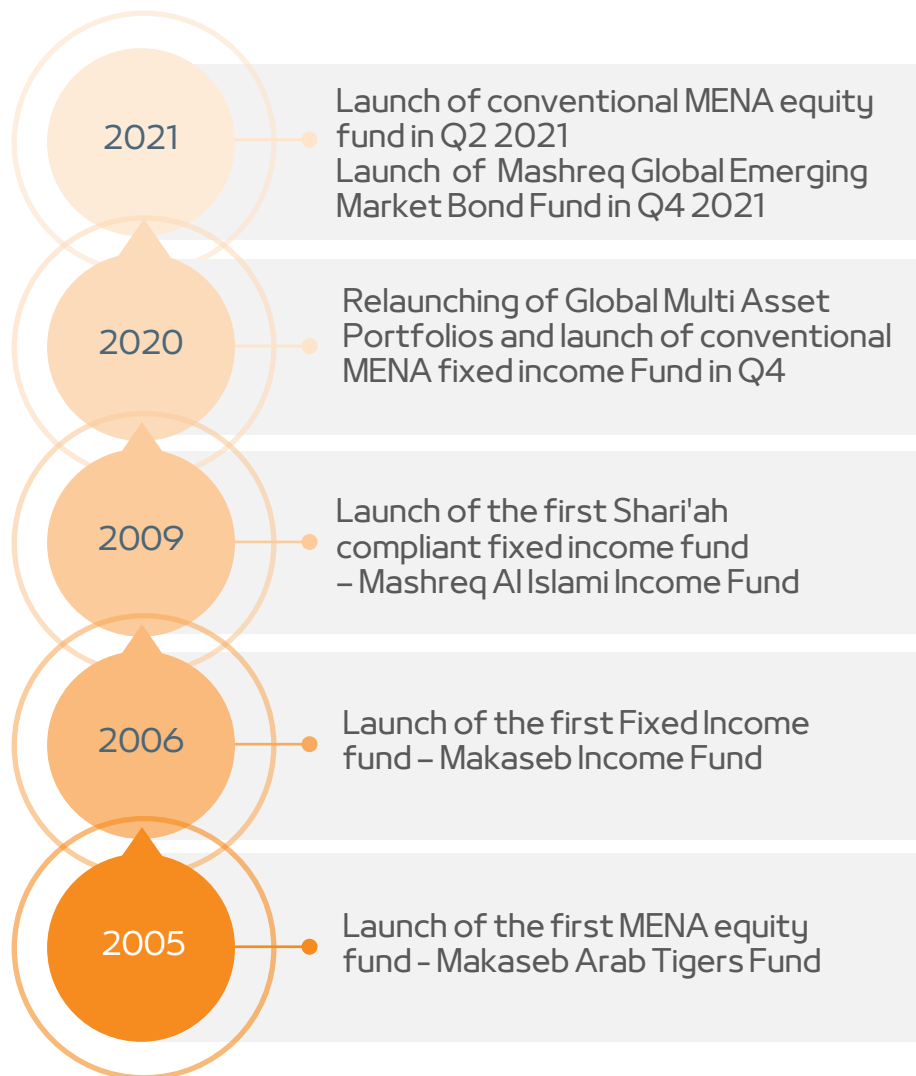 2021
Launch of conventional MENA equity
fund in Q2 2021
Launch of Mashreq Global Emerging
Market Bond Fund in Q4 2021
2020
Relaunching of Global Multi Asset
Portfolios and launch of conventional
MENA fixed income Fund in Q4
2009
Launch of the first Shari'ah
compliant fixed income fund
– Mashreq Al Islami Income Fund
2006
Launch of the first Fixed Income
fund – Makaseb Income Fund
2005
Launch of the first MENA equity
fund - Makaseb Arab Tigers Fund